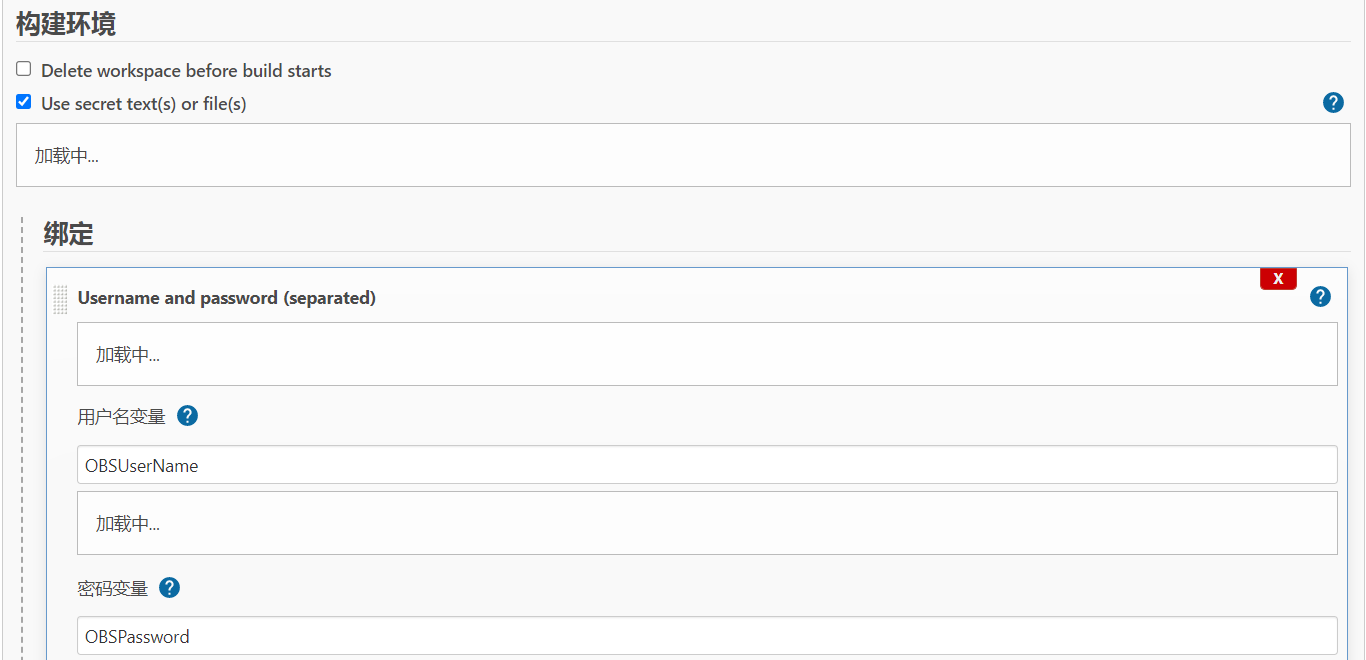 构建环境
Delete workspace before build starts
Use secret text(s) or file(s)
?
加载中...
绑定
X
Username and password (separated)
?
加载中...
用户名变量 ?
OBSUserName
加载中...
密码变量 ?
OBSPassword